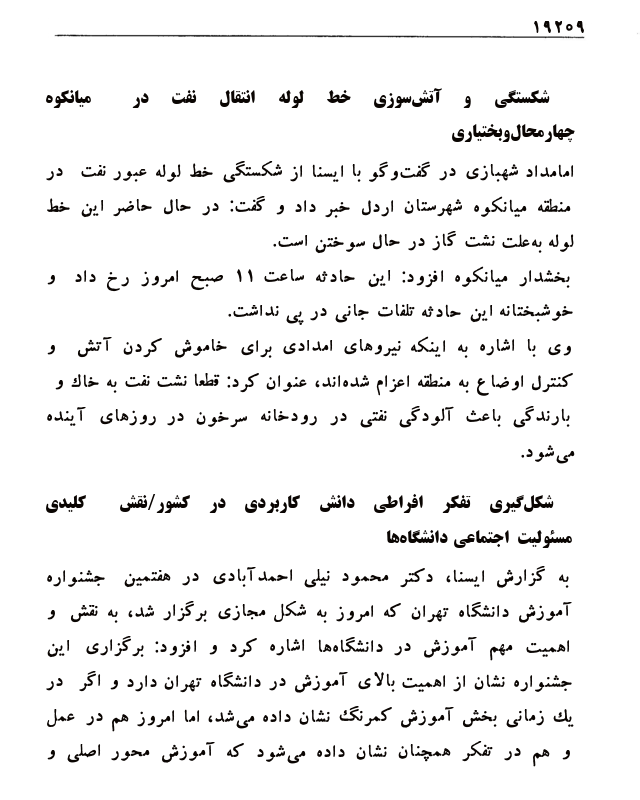 ۱۹۲۰۹
شکستگی و آتش‌سوزی خط لوله انتقال نفت در میانکوه
چهارمحال‌وبختیاری
امامداد شهبازی در گفت‌وگو با ایسنا از شکستگی خط لوله عبور نفت در
منطقه میانکوه شهرستان اردل خبر داد و گفت: در حال حاضر این خط
لوله به‌علت نشت گاز در حال سوختن است.
بخشدار میانکوه افزود: این حادثه ساعت ۱۱ صبح امروز رخ داد و
خوشبختانه این حادثه تلفات جانی در پی نداشت.
وی با اشاره به اینکه نیروهای امدادی برای خاموش کردن آتش و
کنترل اوضاع به منطقه اعزام شده‌اند، عنوان کرد: قطعا نشت نفت به خاك و
بارندگی باعث آلودگی نفتی در رودخانه سرخون در روزهای آینده
می‌شود.
شکل‌گیری تفکر افراطی دانش کاربردی در کشور/نقش کلیدی
مسئولیت اجتماعی دانشگاه‌ها
به گزارش ایسنا، دکتر محمود نیلی احمدآبادی در هفتمین جشنواره
آموزش دانشگاه تهران که امروز به شکل مجازی برگزار شد، به نقش و
اهمیت مهم آموزش در دانشگاه‌ها اشاره کرد و افزود: برگزاری این
جشنواره نشان از اهمیت بالای آموزش در دانشگاه تهران دارد و اگر در
یك زمانی بخش آموزش کمرنگ نشان داده می‌شد، اما امروز هم در عمل
و هم در تفکر همچنان نشان داده می‌شود که آموزش محور اصلی و